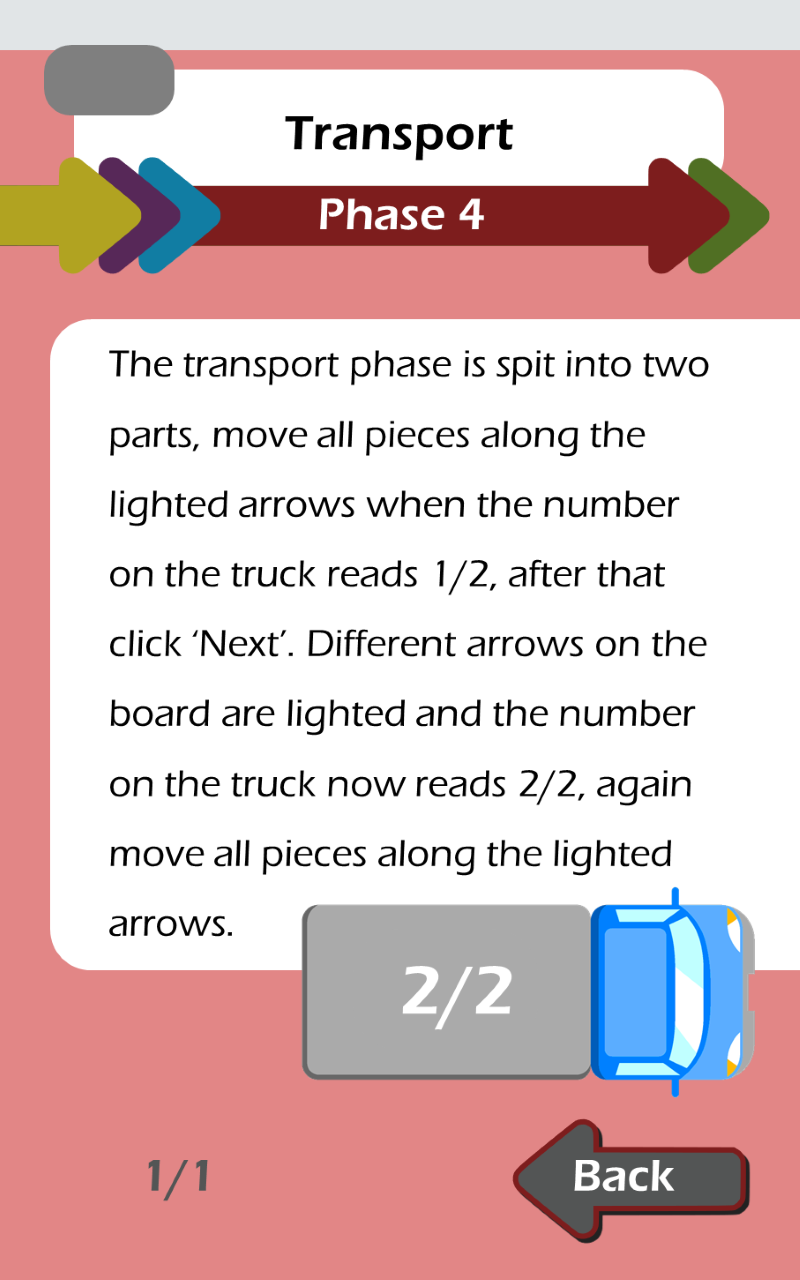 Transport
Phase 4
The transport phase is spit into two
parts, move all pieces along the
lighted arrows when the number
on the truck reads 1/2, after that
click ‘Next’. Different arrows on the
board are lighted and the number
on the truck now reads 2/2, again
move all pieces along the lighted
arrows.
2/2
1/1
Back